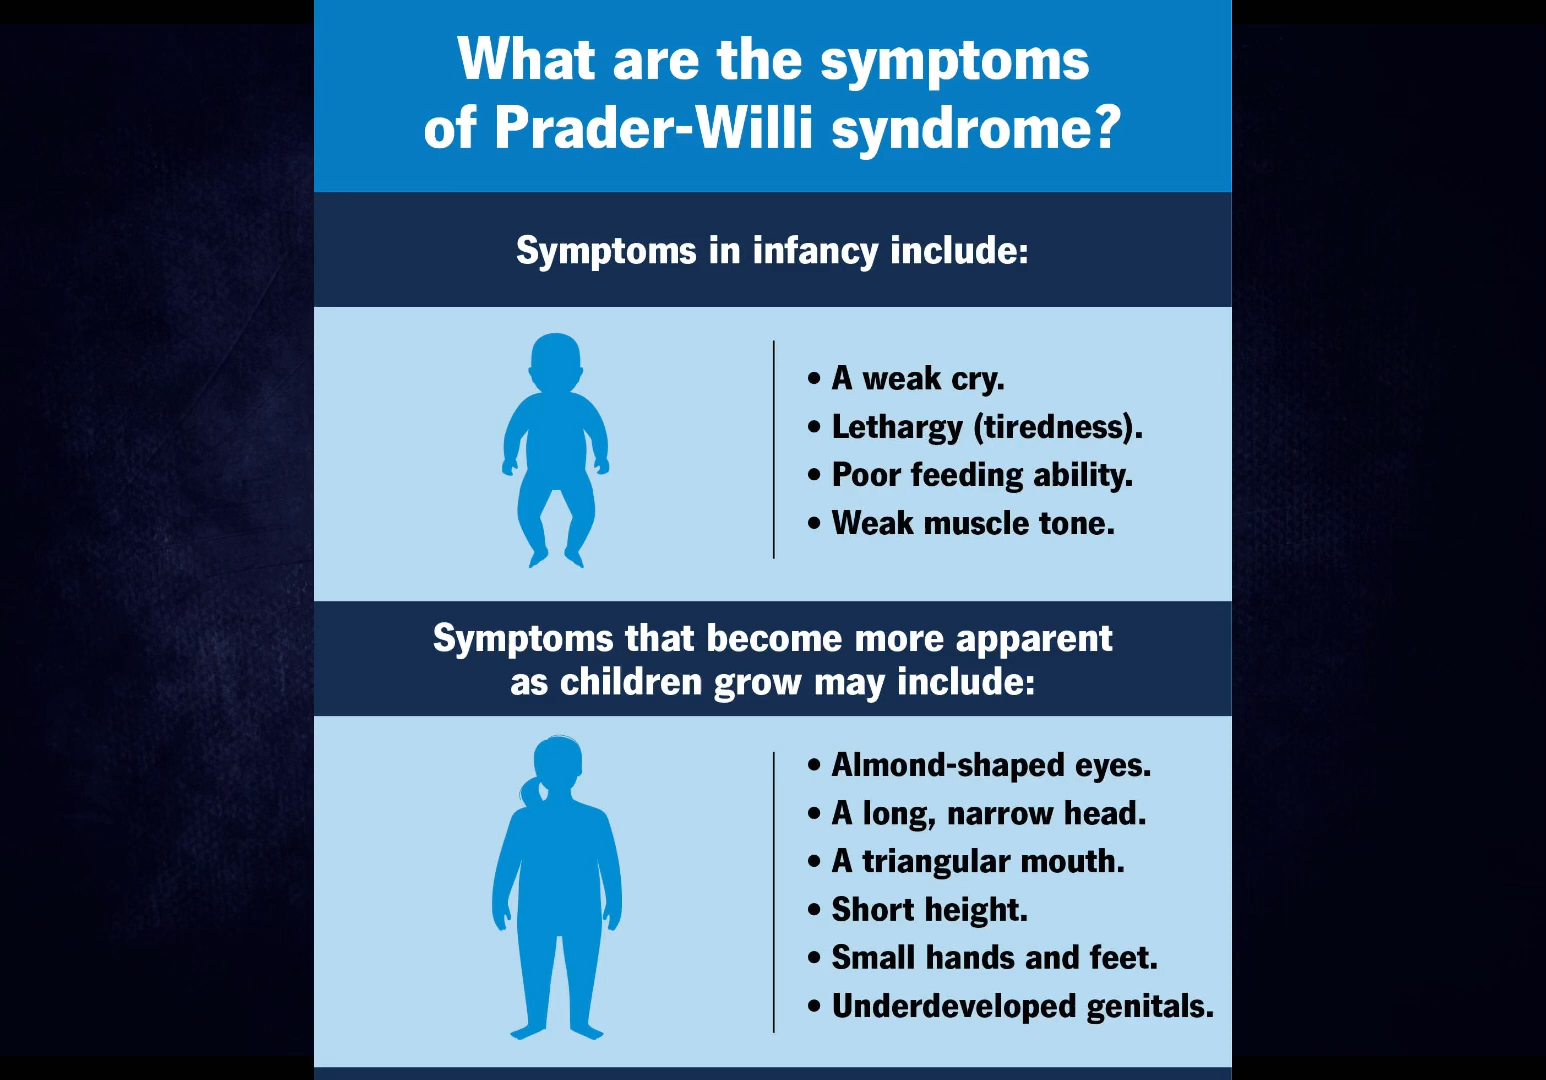 What are the symptoms
of Prader-Willi syndrome?
Symptoms in infancy include:
• A weak cry.
• Lethargy (tiredness).
• Poor feeding ability.
• Weak muscle tone.
Symptoms that become more apparent
as children grow may include:
• Almond-shaped eyes.
• A long, narrow head.
• A triangular mouth.
• Short height.
• Small hands and feet.
• Underdeveloped genitals.